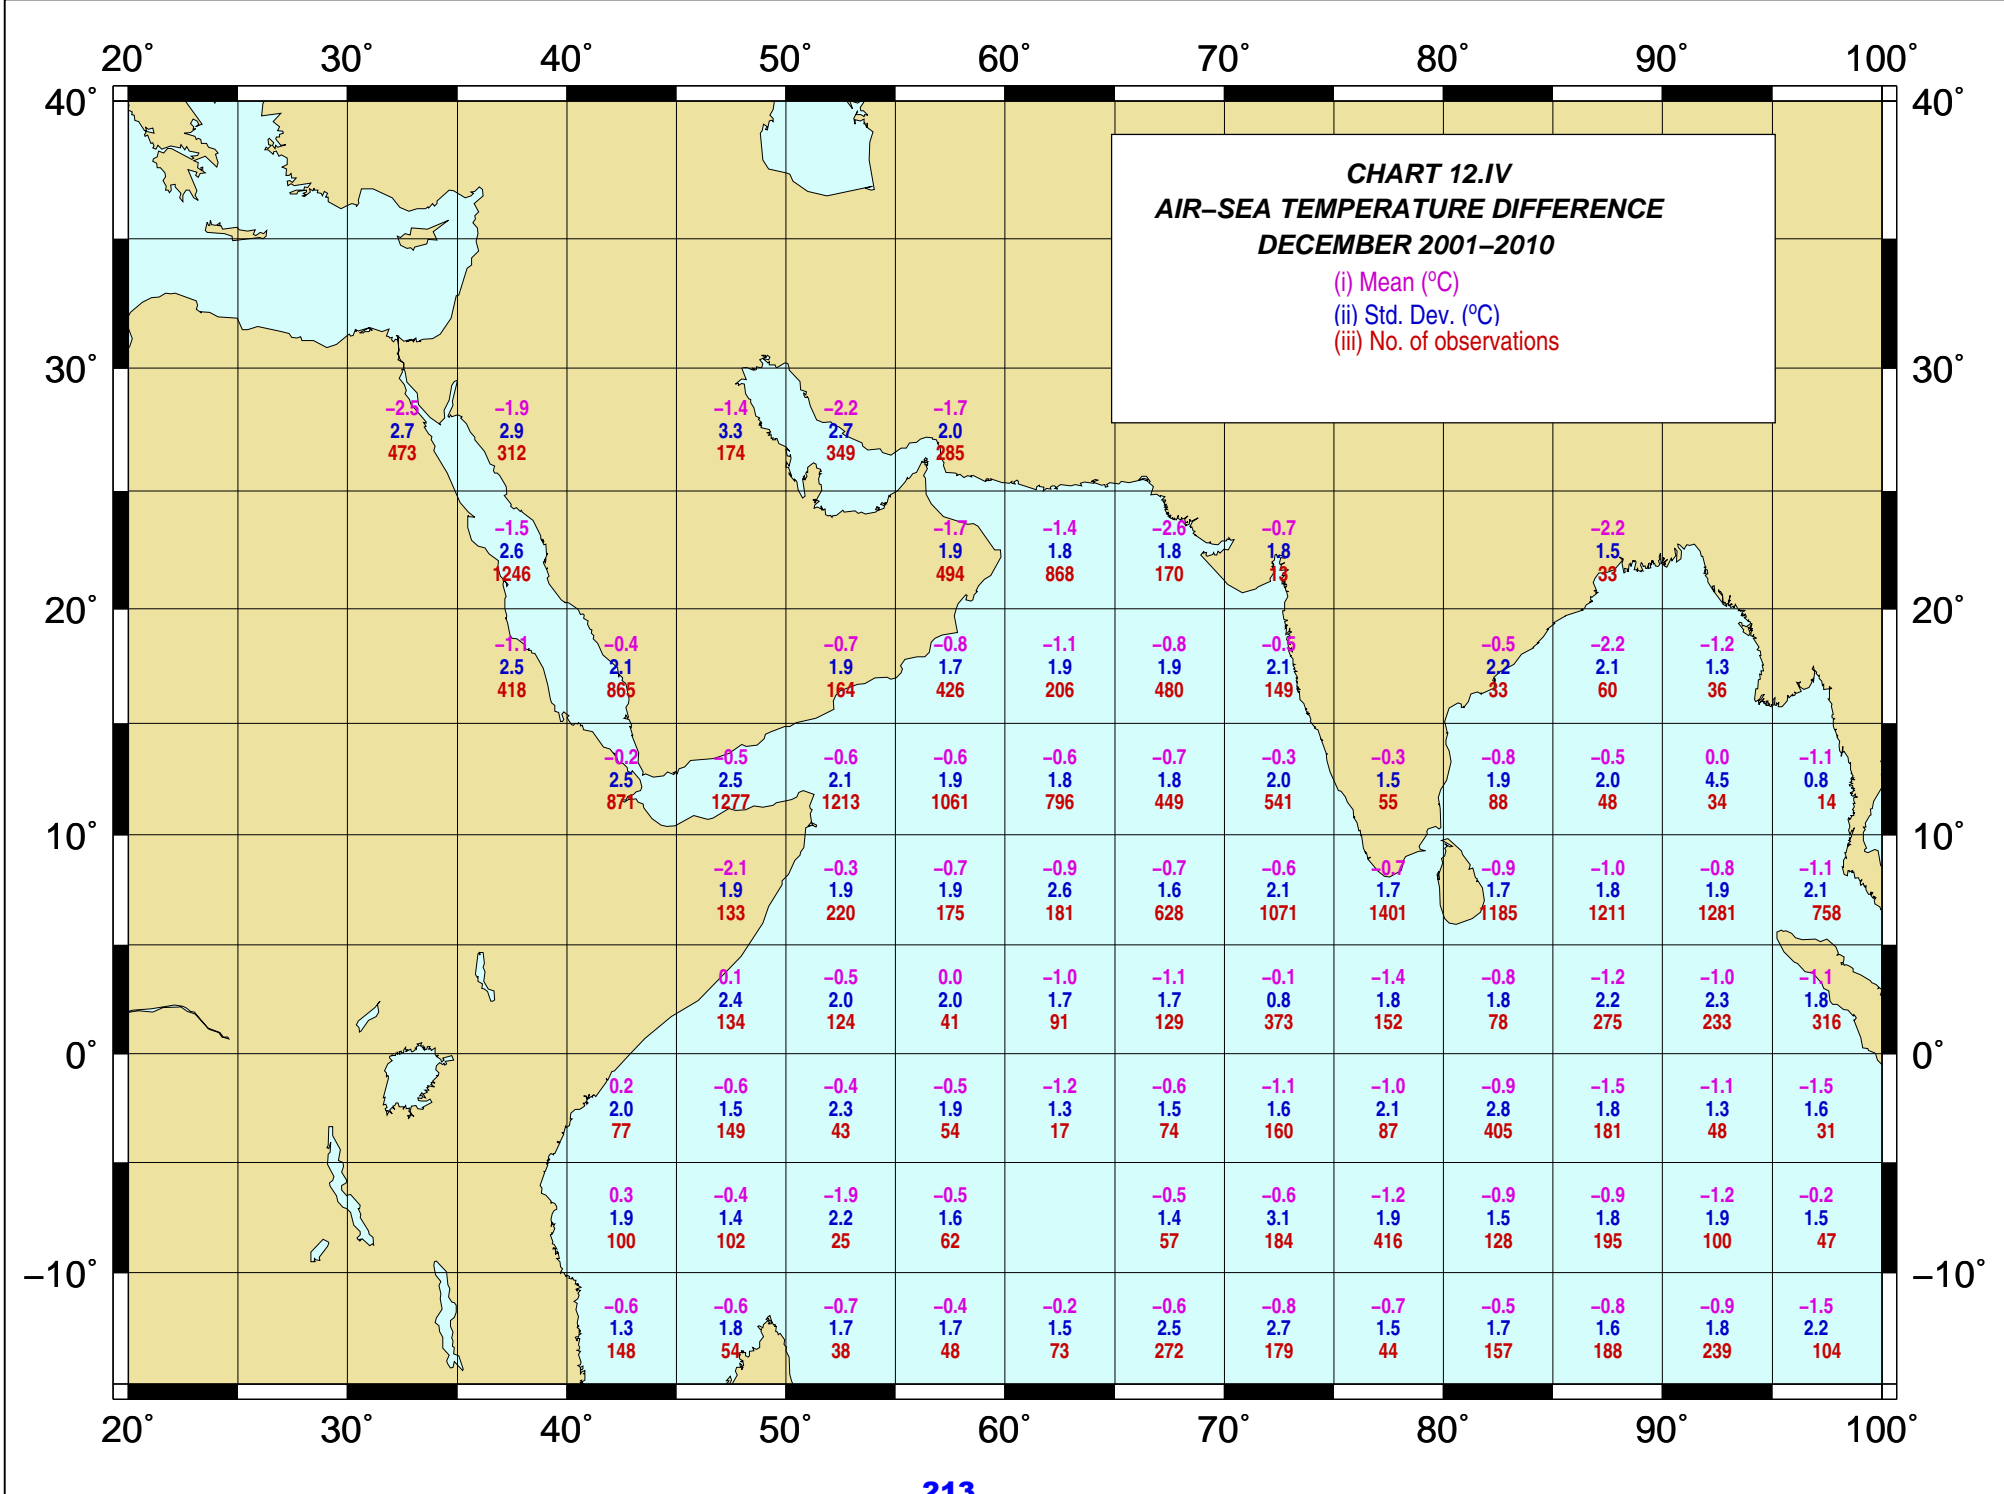 20° 30° 40° 50° 60° 70° 80° 90° 100°
40° 40°
CHART 12.IV
AIR–SEA TEMPERATURE DIFFERENCE
DECEMBER 2001–2010
(i) Mean (°C)
(ii) Std. Dev. (°C)
(iii) No. of observations
30° 30°
−2.5 −1.9 −1.4 −2.2 −1.7
2.7 2.9 3.3 2.7 2.0
473 312 174 349 285
−1.5 −1.7 −1.4 −2.6 −0.7 −2.2
2.6 1.9 1.8 1.8 1.8 1.5
1246 494 868 170 13 33
20° 20°
−1.1 −0.4 −0.7 −0.8 −1.1 −0.8 −0.5 −0.5 −2.2 −1.2
2.5 2.1 1.9 1.7 1.9 1.9 2.1 2.2 2.1 1.3
418 865 164 426 206 480 149 33 60 36
−0.2 −0.5 −0.6 −0.6 −0.6 −0.7 −0.3 −0.3 −0.8 −0.5 0.0 −1.1
2.5 2.5 2.1 1.9 1.8 1.8 2.0 1.5 1.9 2.0 4.5 0.8
871 1277 1213 1061 796 449 541 55 88 48 34 14
10° 10°
−2.1 −0.3 −0.7 −0.9 −0.7 −0.6 −0.7 −0.9 −1.0 −0.8 −1.1
1.9 1.9 1.9 2.6 1.6 2.1 1.7 1.7 1.8 1.9 2.1
133 220 175 181 628 1071 1401 1185 1211 1281 758
0.1 −0.5 0.0 −1.0 −1.1 −0.1 −1.4 −0.8 −1.2 −1.0 −1.1
2.4 2.0 2.0 1.7 1.7 0.8 1.8 1.8 2.2 2.3 1.8
134 124 41 91 129 373 152 78 275 233 316
0° 0°
0.2 −0.6 −0.4 −0.5 −1.2 −0.6 −1.1 −1.0 −0.9 −1.5 −1.1 −1.5
2.0 1.5 2.3 1.9 1.3 1.5 1.6 2.1 2.8 1.8 1.3 1.6
77 149 43 54 17 74 160 87 405 181 48 31
0.3 −0.4 −1.9 −0.5 −0.5 −0.6 −1.2 −0.9 −0.9 −1.2 −0.2
1.9 1.4 2.2 1.6 1.4 3.1 1.9 1.5 1.8 1.9 1.5
100 102 25 62 57 184 416 128 195 100 47
−10° −10°
−0.6 −0.6 −0.7 −0.4 −0.2 −0.6 −0.8 −0.7 −0.5 −0.8 −0.9 −1.5
1.3 1.8 1.7 1.7 1.5 2.5 2.7 1.5 1.7 1.6 1.8 2.2
148 54 38 48 73 272 179 44 157 188 239 104
20° 30° 40° 50° 60° 70° 80° 90° 100°
213